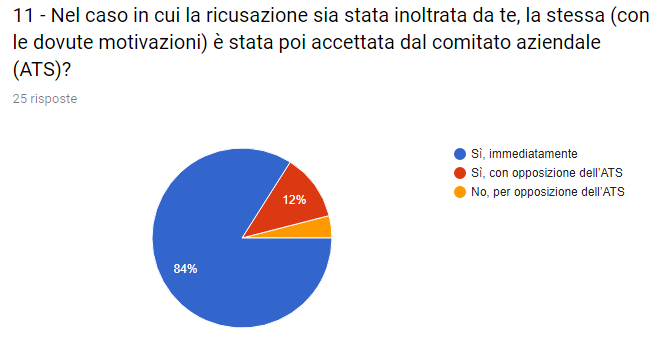 11 - Nel caso in cui la ricusazione sia stata inoltrata da te, la stessa (con
le dovute motivazioni) è stata poi accettata dal comitato aziendale
(ATS)?
25 risposte
Sì, immediatamente
Sì, con opposizione dell'ATS
No, per opposizione dell'ATS
12%
84%